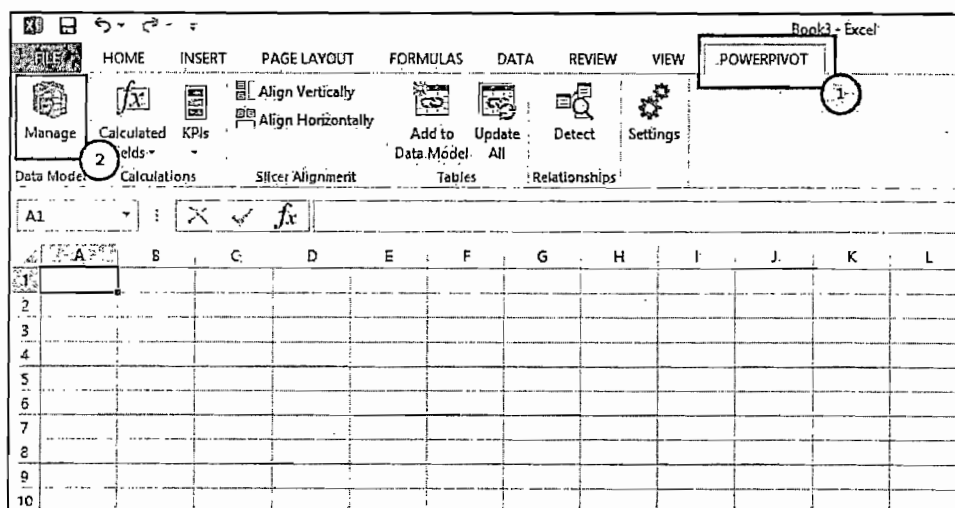 Book3 - Excel
FILE HOME INSERT PAGE LAYOUT FORMULAS DATA REVIEW VIEW POWERPIVOT
1
Manage
Calculated
elds
KPIs
Align Vertically
Align Horizontally
Add to
Data Model
Update
All
Detect
Settings
2
Data Model Calculations Slicer Alignment Tables Relationships
A1 fx
A B C D E F G H I J K L
1
2
3
4
5
6
7
8
9
10